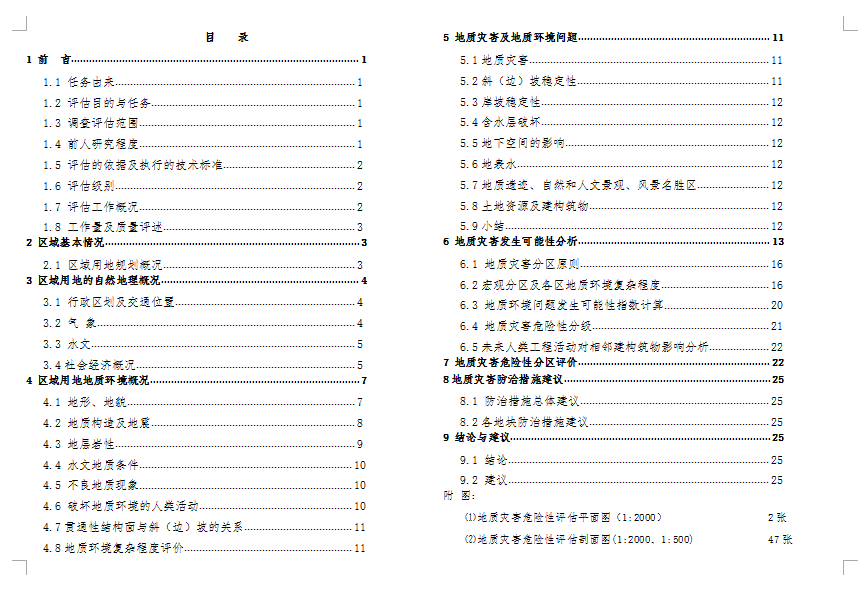 目 录
1 前 言 1
1.1 任务由来 1
1.2 评估目的与任务 1
1.3 调查评估范围 1
1.4 前人研究程度 1
1.5 评估的依据及执行的技术标准 2
1.6 评估级别 2
1.7 评估工作概况 2
1.8 工作量及质量评述 3
2 区域基本情况 3
2.1 区域用地规划概况 3
3 区域用地的自然地理概况 4
3.1 行政区划及交通位置 4
3.2 气 象 4
3.3 水文 5
3.4社会经济概况 5
4 区域用地地质环境概况 7
4.1 地形、地貌 7
4.2 地质构造及地震 8
4.3 地层岩性 9
4.4 水文地质条件 10
4.5 不良地质现象 10
4.6 破坏地质环境的人类活动 10
4.7贯通性结构面与斜（边）坡的关系 11
4.8地质环境复杂程度评价 11
5 地质灾害及地质环境问题 11
5.1地质灾害 11
5.2斜（边）坡稳定性 11
5.3岸坡稳定性 12
5.4含水层破坏 12
5.5地下空间的影响 12
5.6地表水 12
5.7地质遗迹、自然和人文景观、风景名胜区 12
5.8土地资源及建构筑物 12
5.9小结 12
6 地质灾害发生可能性分析 13
6.1 地质灾害分区原则 16
6.2宏观分区及各区地质环境复杂程度 16
6.3 地质环境问题发生可能性指数计算 20
6.4 地质灾害危险性分级 21
6.5未来人类工程活动对相邻建构筑物影响分析 22
7 地质灾害危险性分区评价 22
8地质灾害防治措施建议 25
8.1 防治措施总体建议 25
8.2各地块防治措施建议 25
9 结论与建议 25
9.1 结论 25
9.2 建议 25
附 图:
⑴地质灾害危险性评估平面图（1:2000） 2张
⑵地质灾害危险性评估剖面图(1:2000、1:500) 47张